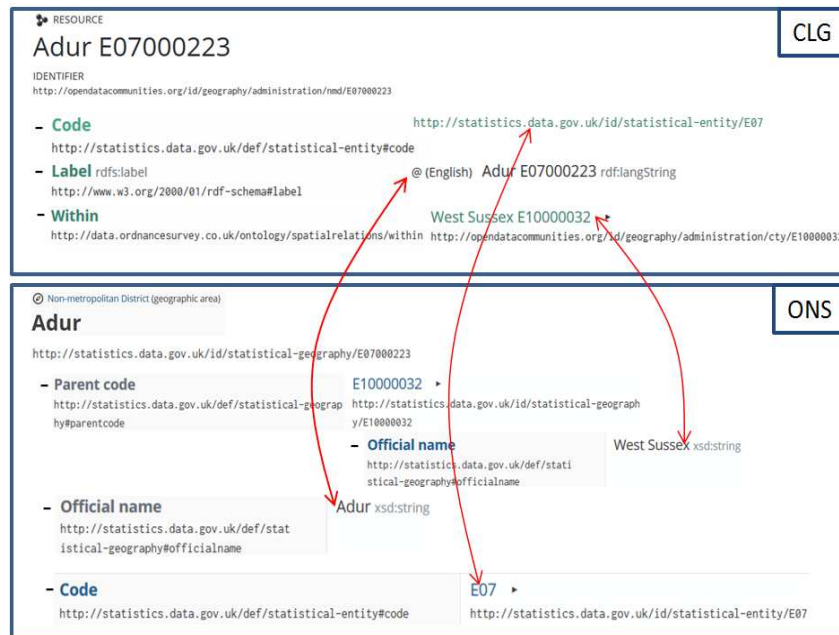 CLG
RESOURCE
Adur E07000223
IDENTIFIER
http://opendatacommunities.org/id/geography/administration/nmd/E07000223
– Code http://statistics.data.gov.uk/id/statistical-entity/E07
http://statistics.data.gov.uk/def/statistical-entity#code
– Label rdfs:label @ (English) Adur E07000223 rdf:langString
http://www.w3.org/2000/01/rdf-schema#label
– Within West Sussex E10000032
http://data.ordnancesurvey.co.uk/ontology/spatialrelations/within http://opendatacommunities.org/id/geography/administration/cty/E1000003
ONS
Non-metropolitan District (geographic area)
Adur
http://statistics.data.gov.uk/id/statistical-geography/E07000223
– Parent code E10000032
http://statistics.data.gov.uk/def/statistical-geograp http://statistics.data.gov.uk/id/statistical-geograph
hy#parentcode y/E10000032
– Official name West Sussex xsd:string
http://statistics.data.gov.uk/def/stati
stical-geography#officialname
– Official name Adur xsd:string
http://statistics.data.gov.uk/def/stat
istical-geography#officialname
– Code E07
http://statistics.data.gov.uk/def/statistical-entity#code http://statistics.data.gov.uk/id/statistical-entity/E07